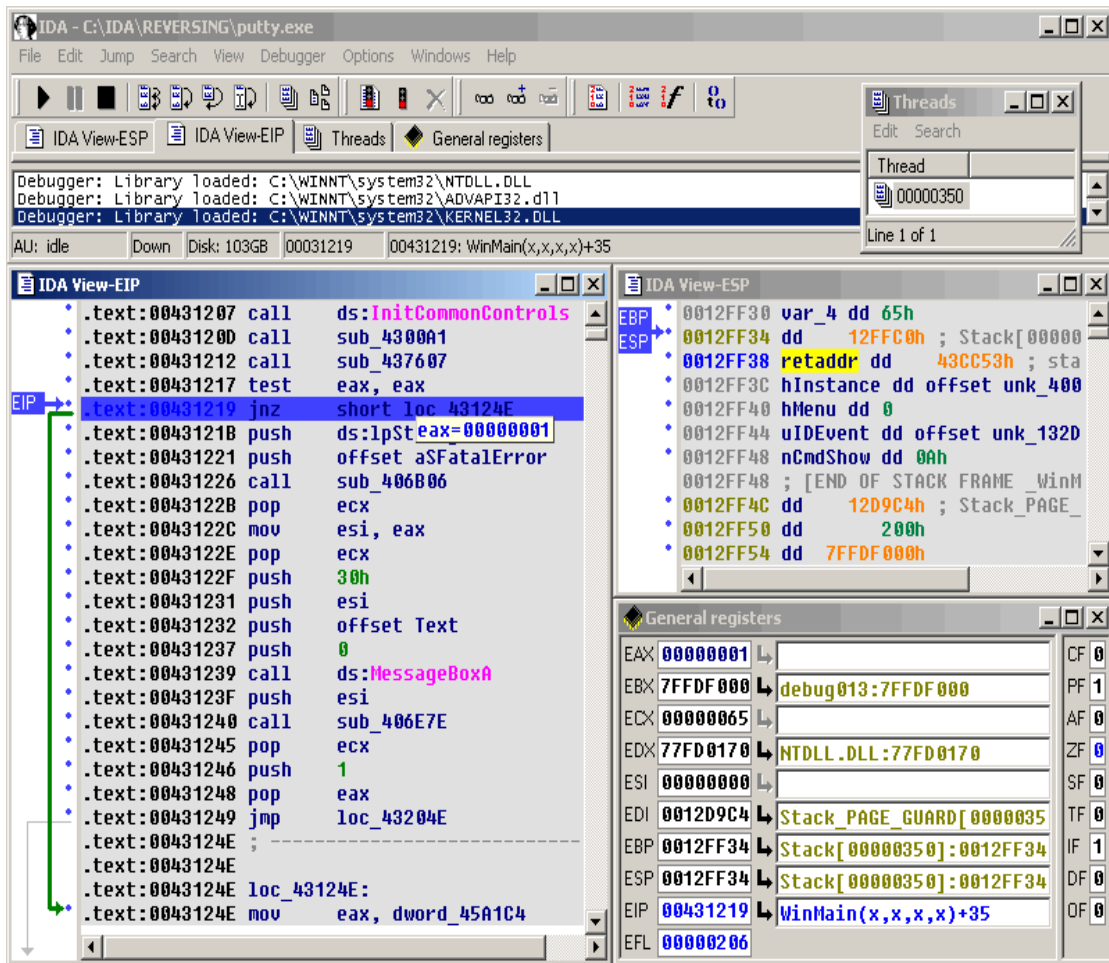 IDA - C:\IDA\REVERSING\putty.exe
File Edit Jump Search View Debugger Options Windows Help
IDA View-ESP IDA View-EIP Threads General registers
Threads
Edit Search
Thread
00000350
Line 1 of 1
Debugger: Library loaded: C:\WINNT\system32\NTDLL.DLL
Debugger: Library loaded: C:\WINNT\system32\ADVAPI32.dll
Debugger: Library loaded: C:\WINNT\system32\KERNEL32.DLL
AU: idle Down Disk: 103GB 00031219 00431219: WinMain(x,x,x,x)+35
IDA View-EIP
.text:00431207 call ds:InitCommonControls
.text:0043120D call sub_4300A1
.text:00431212 call sub_437607
.text:00431217 test eax, eax
EIP .text:00431219 jnz short loc_43124E
eax=00000001
.text:0043121B push ds:lpSt
.text:00431221 push offset aSFatalError
.text:00431226 call sub_406B06
.text:0043122B pop ecx
.text:0043122C mov esi, eax
.text:0043122E pop ecx
.text:0043122F push 30h
.text:00431231 push esi
.text:00431232 push offset Text
.text:00431237 push 0
.text:00431239 call ds:MessageBoxA
.text:0043123F push esi
.text:00431240 call sub_406E7E
.text:00431245 pop ecx
.text:00431246 push 1
.text:00431248 pop eax
.text:00431249 jmp loc_43204E
.text:0043124E ; ---------------------------
.text:0043124E
.text:0043124E loc_43124E:
.text:0043124E mov eax, dword_45A1C4
IDA View-ESP
EBP 0012FF30 var_4 dd 65h
ESP 0012FF34 dd 12FFC0h ; Stack[00000
0012FF38 retaddr dd 43CC53h ; sta
0012FF3C hInstance dd offset unk_400
0012FF40 hMenu dd 0
0012FF44 uIDEvent dd offset unk_132D
0012FF48 nCmdShow dd 0Ah
0012FF48 ; [END OF STACK FRAME _WinM
0012FF4C dd 12D9C4h ; Stack_PAGE_
0012FF50 dd 200h
0012FF54 dd 7FFDF000h
General registers
EAX 00000001 CF 0
EBX 7FFDF000 debug013:7FFDF000 PF 1
ECX 00000065 AF 0
EDX 77FD0170 NTDLL.DLL:77FD0170 ZF 0
ESI 00000000 SF 0
EDI 0012D9C4 Stack_PAGE_GUARD[0000035 TF 0
EBP 0012FF34 Stack[00000350]:0012FF34 IF 1
ESP 0012FF34 Stack[00000350]:0012FF34 DF 0
EIP 00431219 WinMain(x,x,x,x)+35 OF 0
EFL 00000206